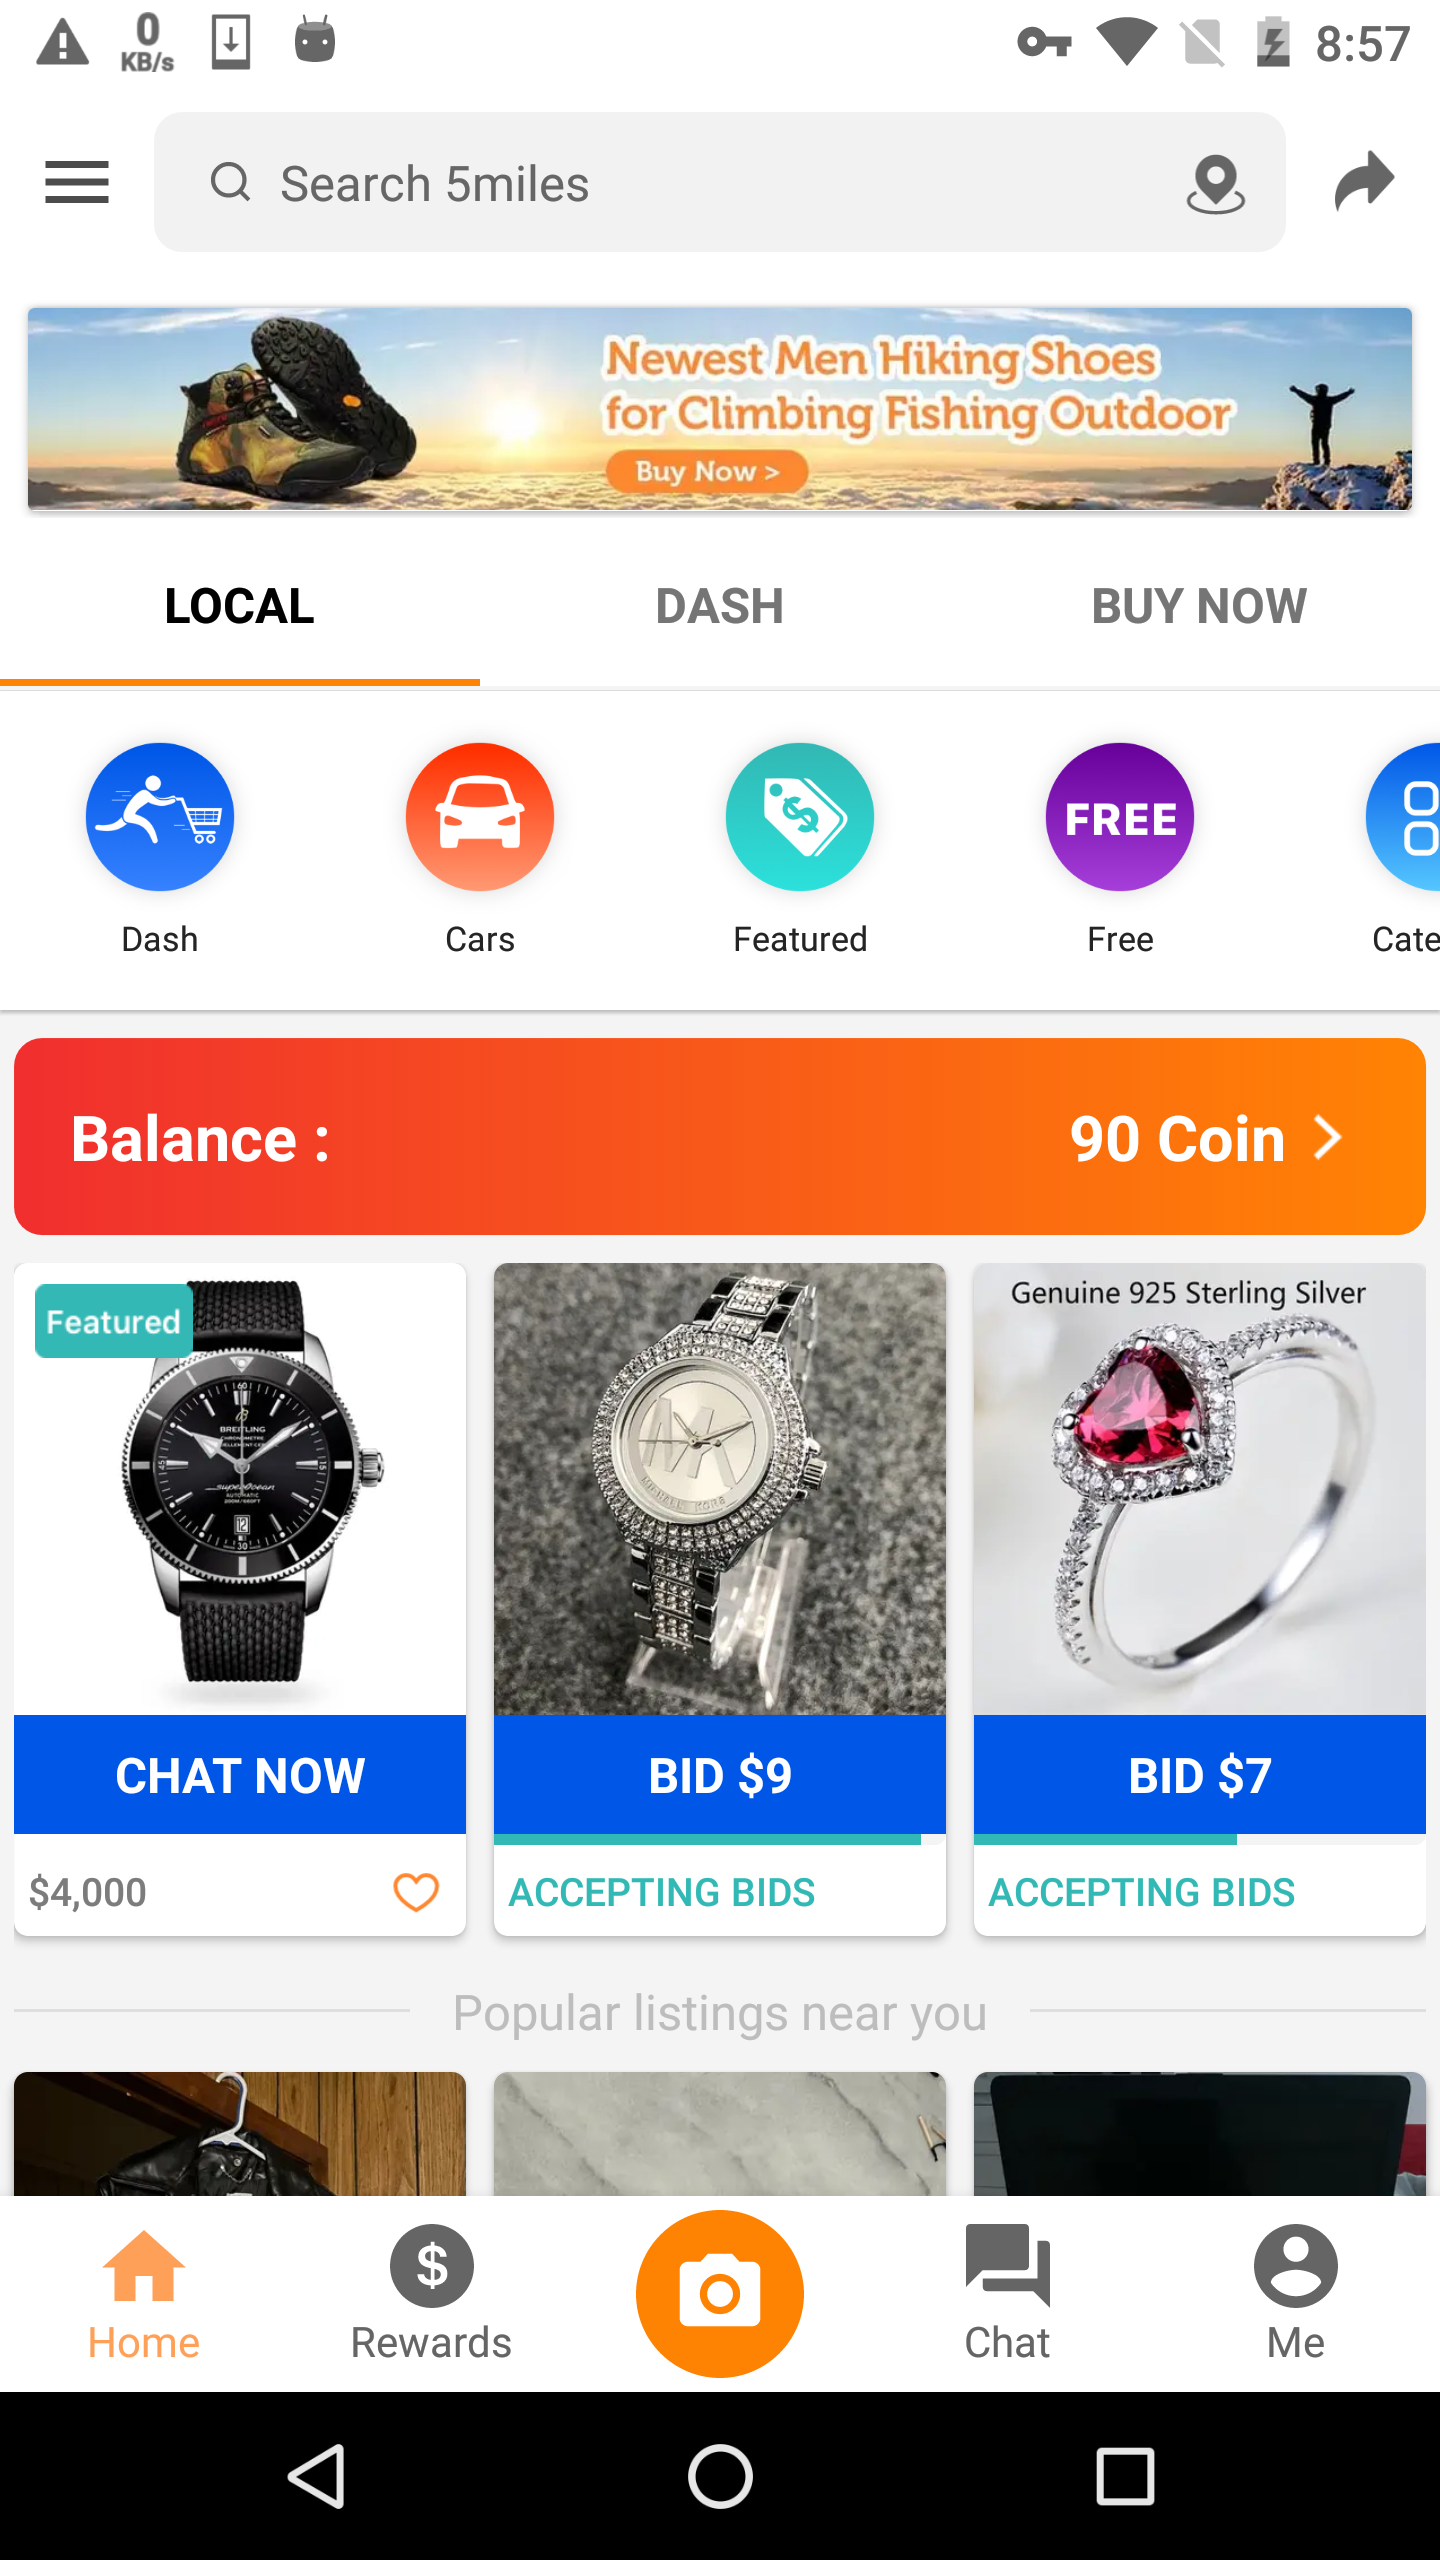 0
KB/s
8:57
Search 5miles
Newest Men Hiking Shoes
for Climbing Fishing Outdoor
Buy Now >
LOCAL
DASH
BUY NOW
FREE
Dash
Cars
Featured
Free
Cate
Balance :
90 Coin
Featured
BREITLING
Genuine 925 Sterling Silver
CHAT NOW
BID $9
BID $7
$4,000
ACCEPTING BIDS
ACCEPTING BIDS
Popular listings near you
Home
Rewards
Chat
Me